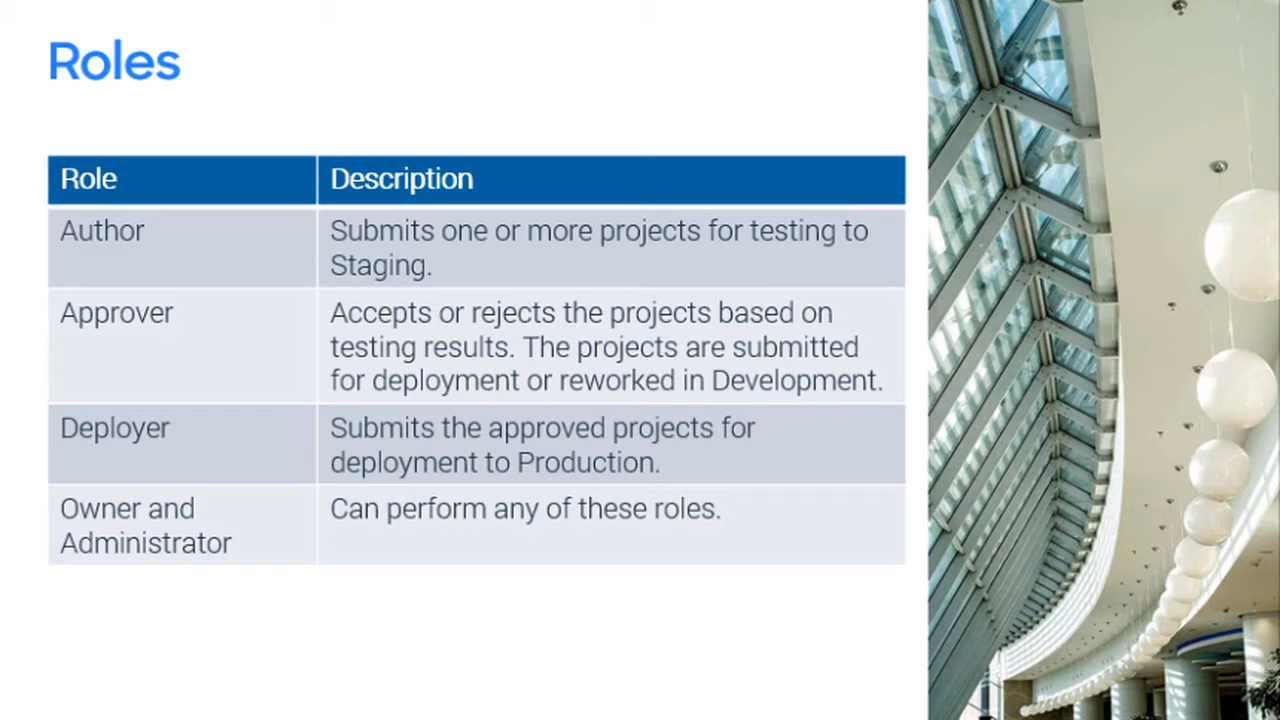 Roles
Role
Description
Author
Submits one or more projects for testing to
Staging.
Approver
Accepts or rejects the projects based on
testing results. The projects are submitted
for deployment or reworked in Development.
Deployer
Submits the approved projects for
deployment to Production.
Owner and
Administrator
Can perform any of these roles.